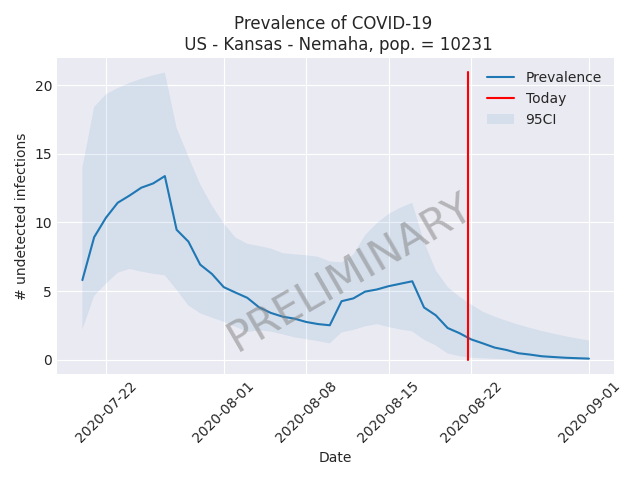 Prevalence of COVID-19
US - Kansas - Nemaha, pop. = 10231
Prevalence
Today
95CI
# undetected infections
20
15
10
5
0
PRELIMINARY
2020-07-22
2020-08-01
2020-08-08
2020-08-15
2020-08-22
2020-09-01
Date